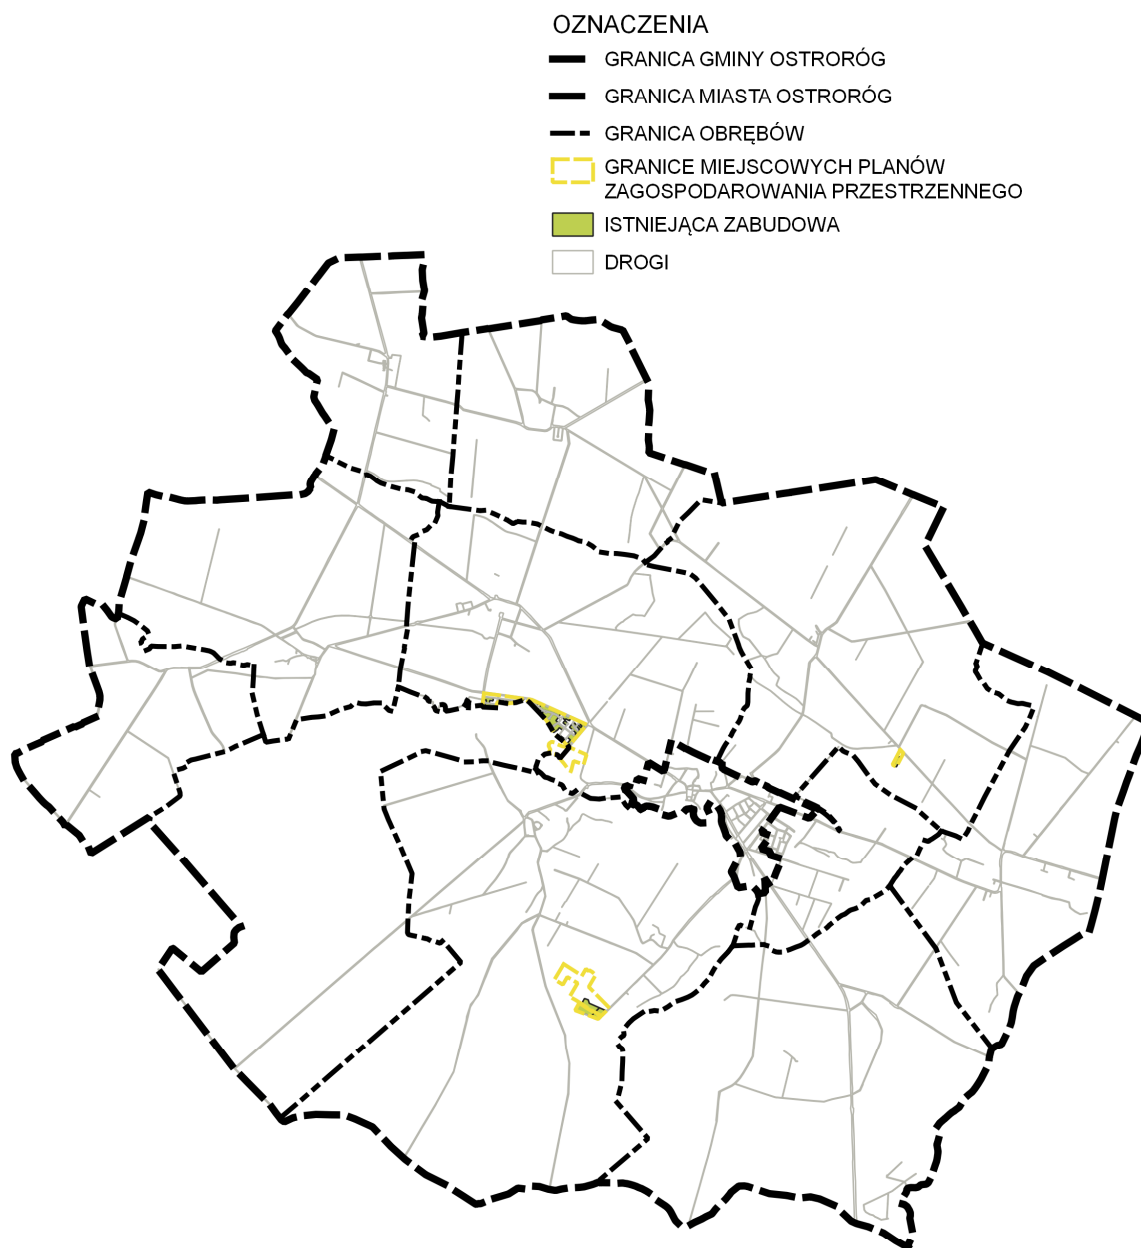 OZNACZENIA
GRANICA GMINY OSTRORÓG
GRANICA MIASTA OSTRORÓG
GRANICA OBRĘBÓW
GRANICE MIEJSCOWYCH PLANÓW
ZAGOSPODAROWANIA PRZESTRZENNEGO
ISTNIEJĄCA ZABUDOWA
DROGI